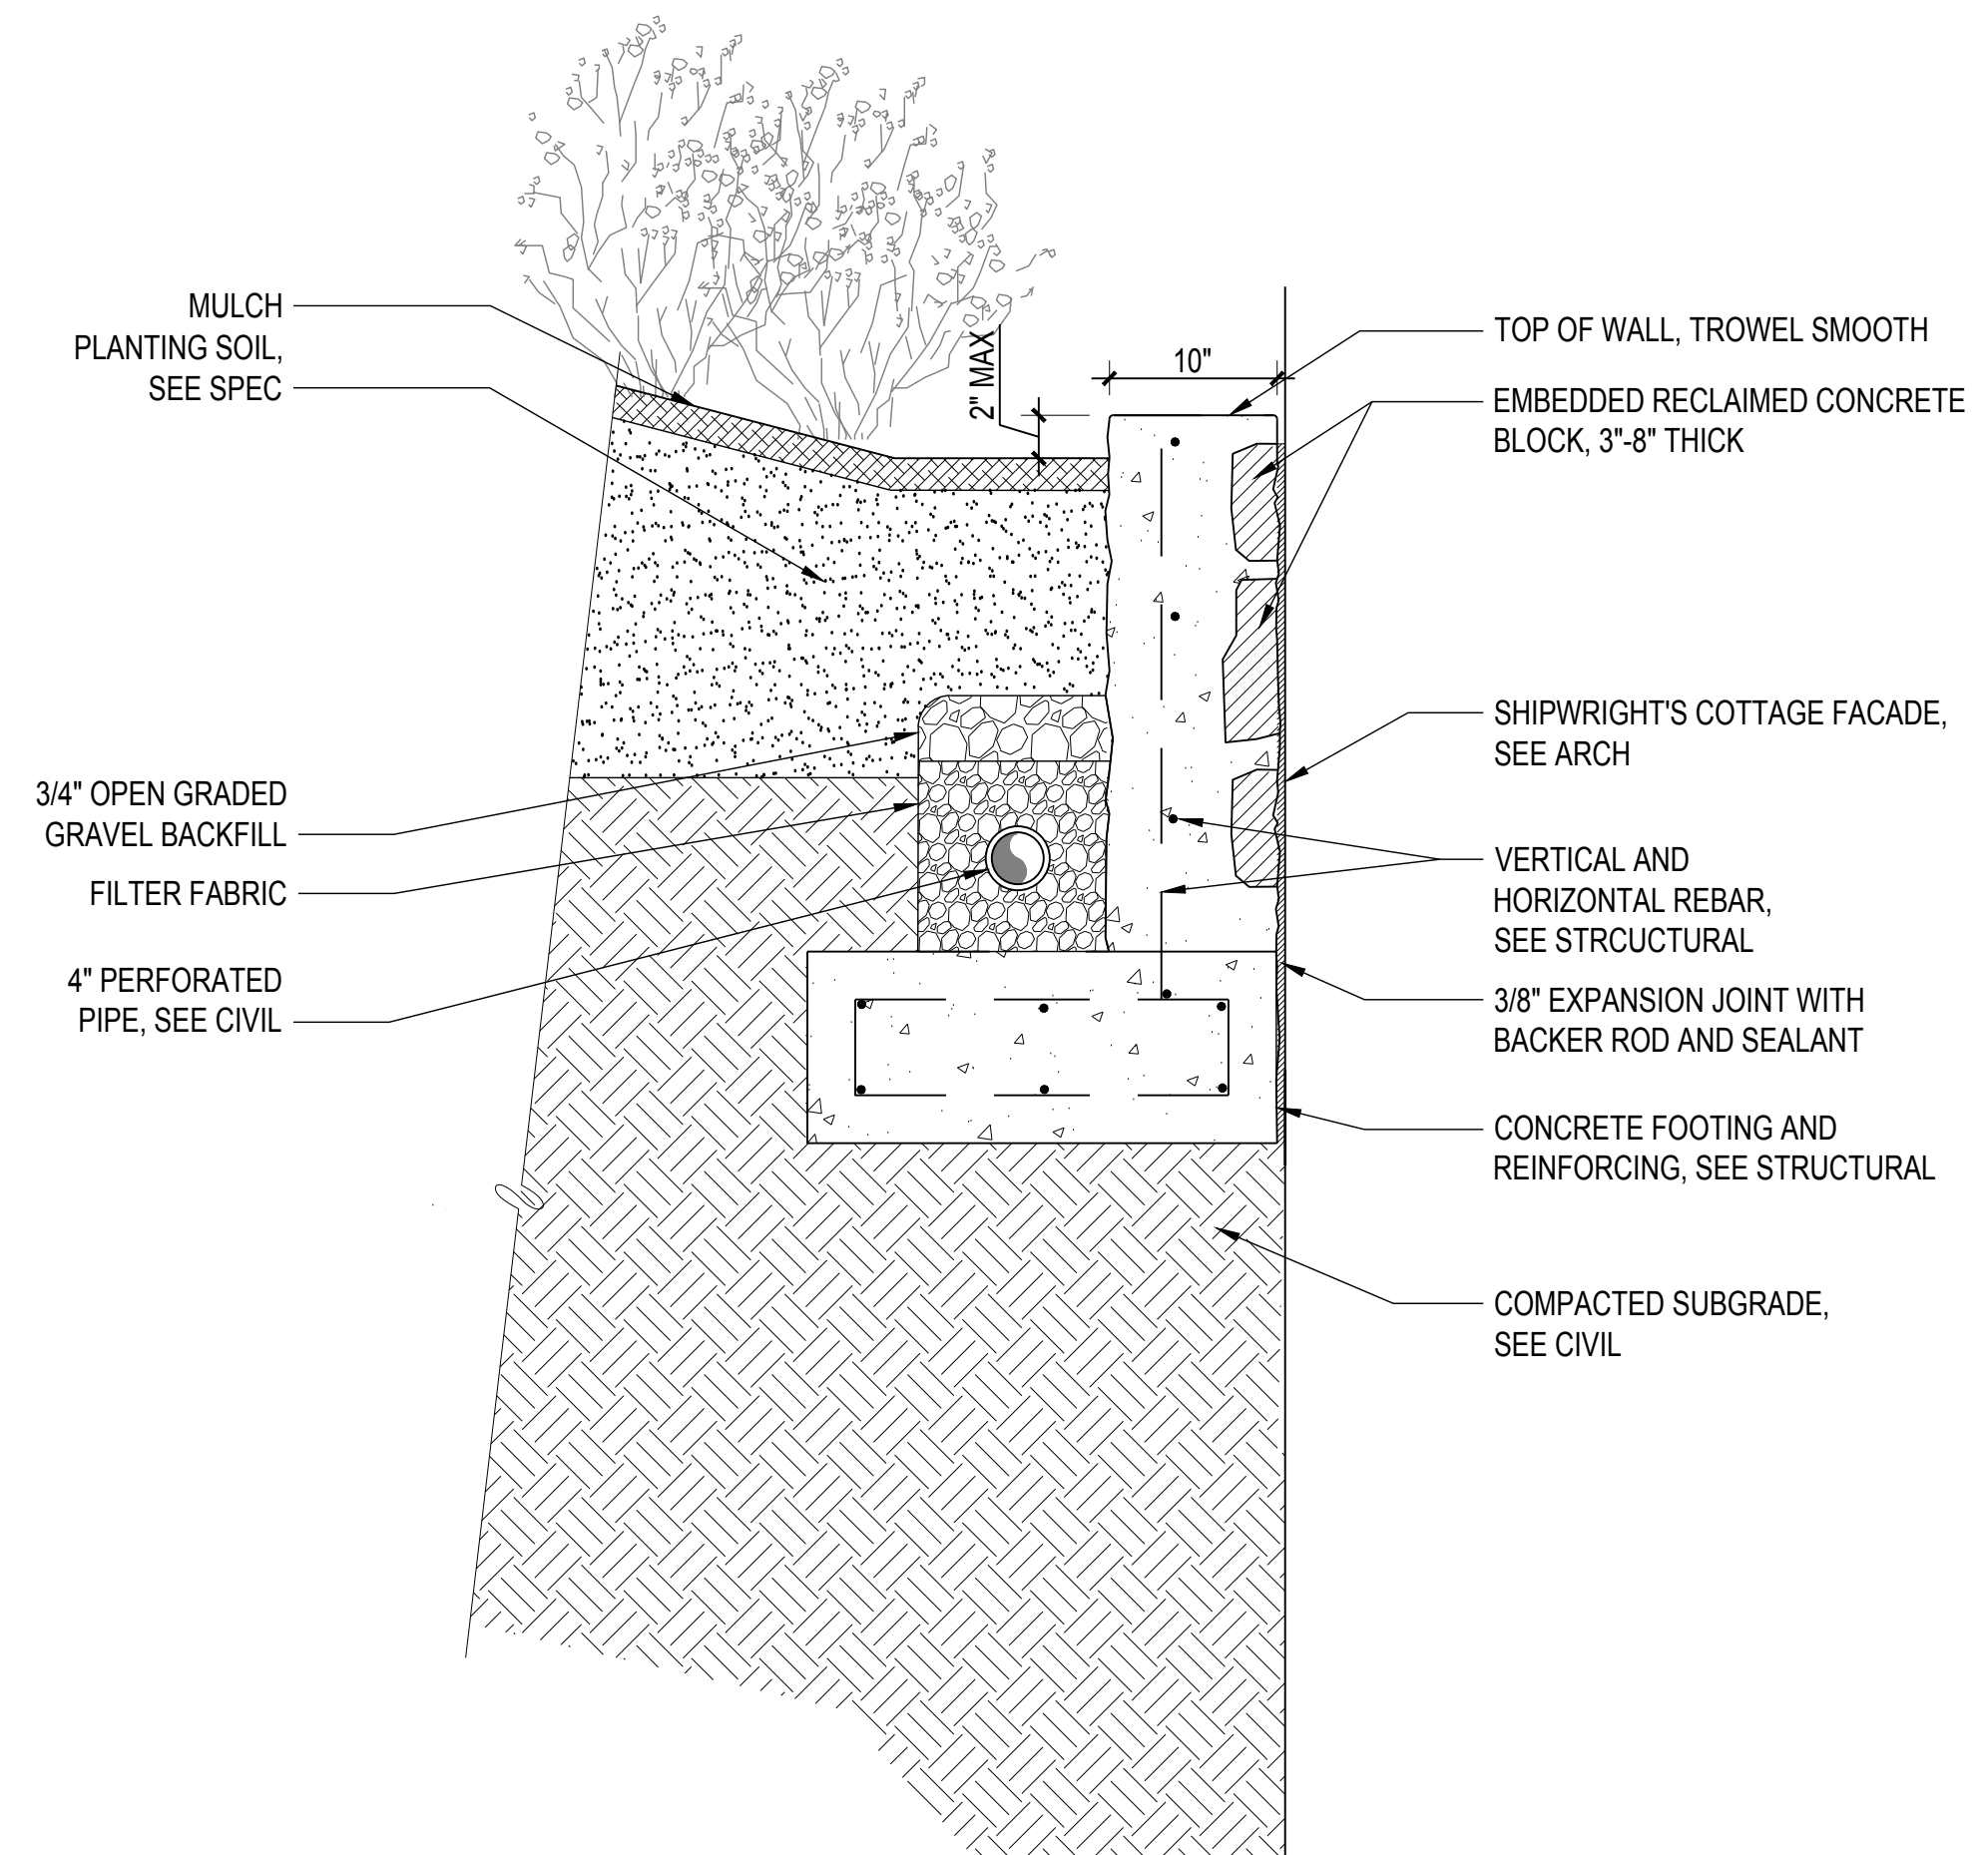 MULCH
PLANTING SOIL,
SEE SPEC
3/4" OPEN GRADED
GRAVEL BACKFILL
FILTER FABRIC
4" PERFORATED
PIPE, SEE CIVIL
2" MAX
10"
TOP OF WALL, TROWEL SMOOTH
EMBEDDED RECLAIMED CONCRETE
BLOCK, 3"-8" THICK
SHIPWRIGHT'S COTTAGE FACADE,
SEE ARCH
VERTICAL AND
HORIZONTAL REBAR,
SEE STRCUCTURAL
3/8" EXPANSION JOINT WITH
BACKER ROD AND SEALANT
CONCRETE FOOTING AND
REINFORCING, SEE STRUCTURAL
COMPACTED SUBGRADE,
SEE CIVIL